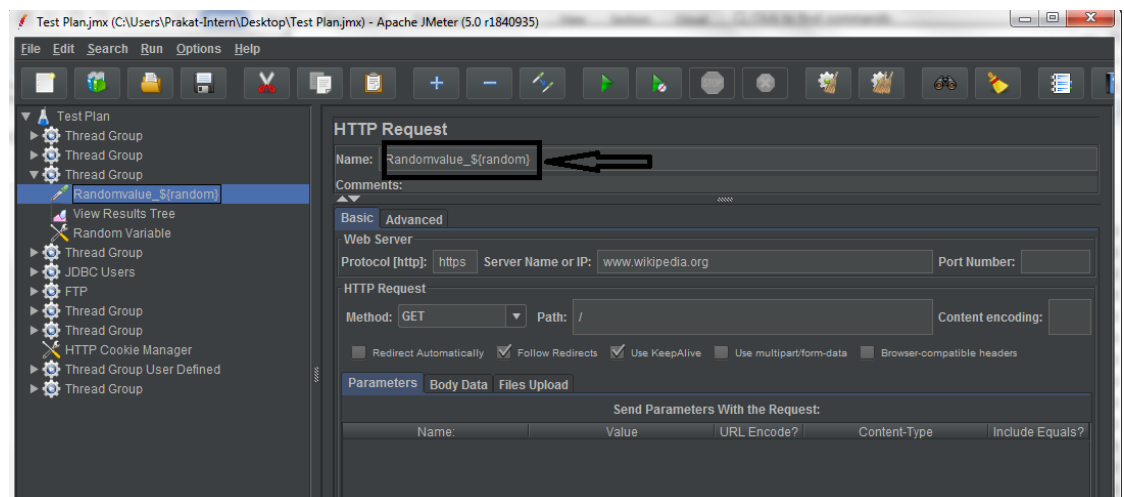 Test Plan.jmx (C:\Users\Prakat-Intern\Desktop\Test Plan.jmx) - Apache JMeter (5.0 r1840935)
File Edit Search Run Options Help
Test Plan
Thread Group
Thread Group
Thread Group
Randomvalue_${random}
View Results Tree
Random Variable
Thread Group
JDBC Users
FTP
Thread Group
Thread Group
HTTP Cookie Manager
Thread Group User Defined
Thread Group
HTTP Request
Name: Randomvalue_${random}
Comments:
Basic Advanced
Web Server
Protocol [http]: https Server Name or IP: www.wikipedia.org Port Number:
HTTP Request
Method: GET Path: / Content encoding:
Redirect Automatically Follow Redirects Use KeepAlive Use multipart/form-data Browser-compatible headers
Parameters Body Data Files Upload
Send Parameters With the Request:
Name: Value URL Encode? Content-Type Include Equals?